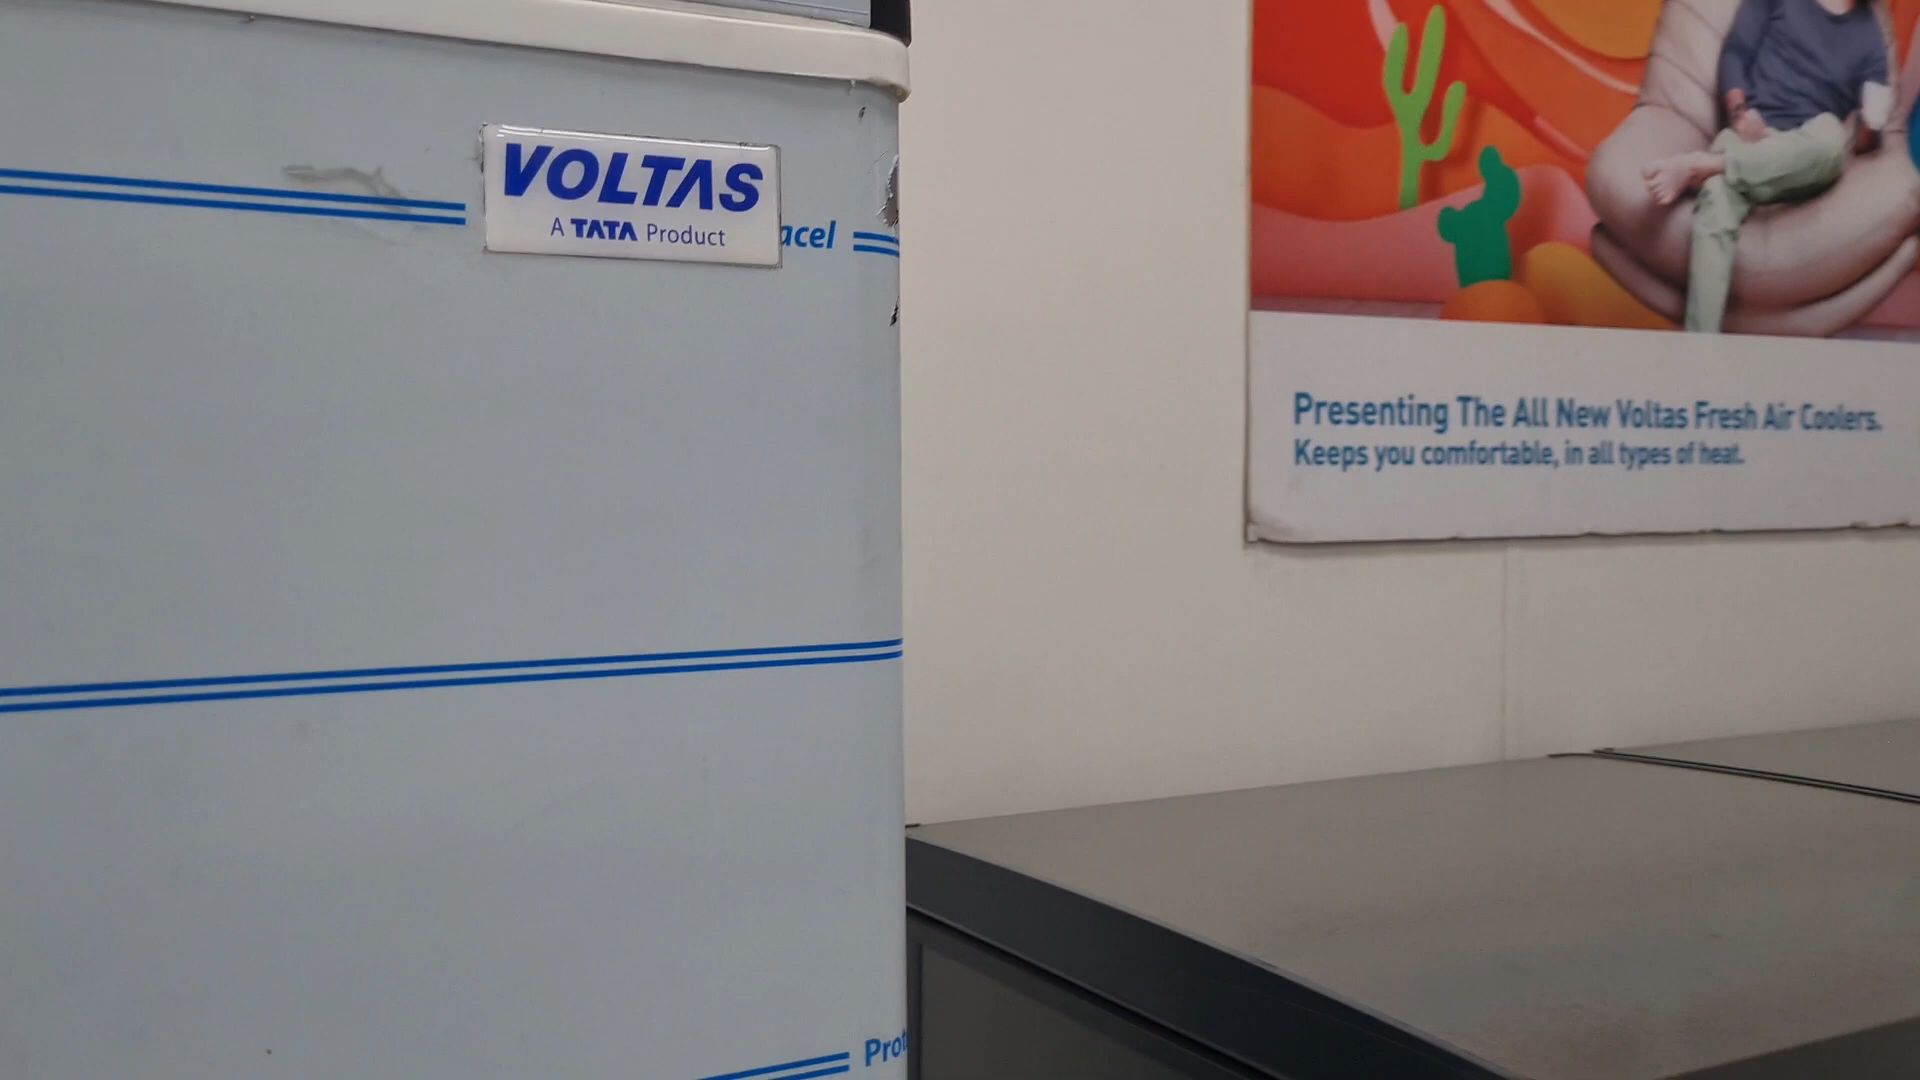 VOLTAS
A TATA Product
acel
Presenting The All New Voltas Fresh Air Coolers.
Keeps you comfortable, in all types of heat.
Prot